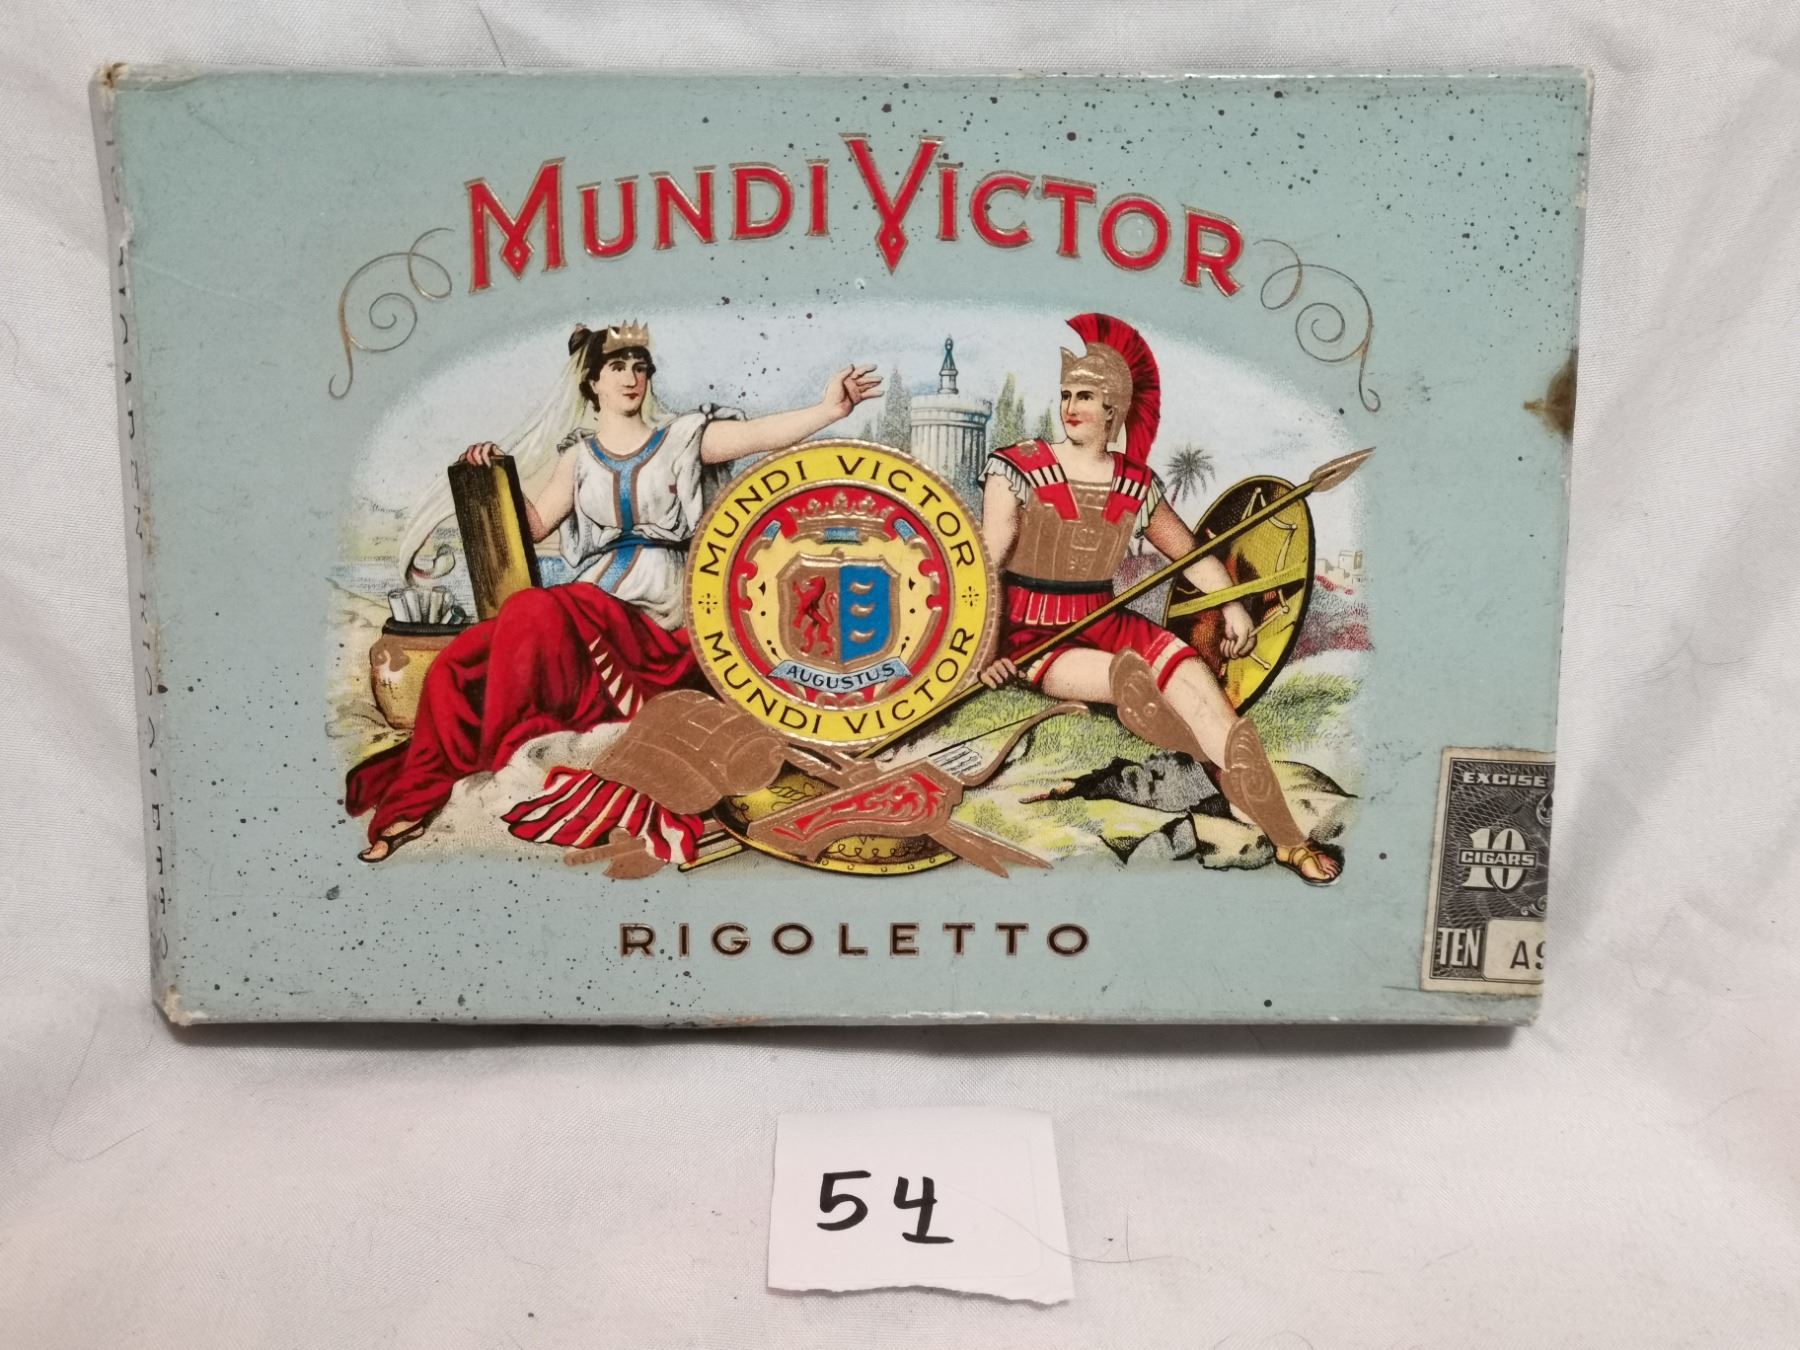 MUNDI VICTOR
MUNDI VICTOR
AUGUSTUS
MUNDI VICTOR
RIGOLETTO
EXCISE
10
CIGARS
TEN
54